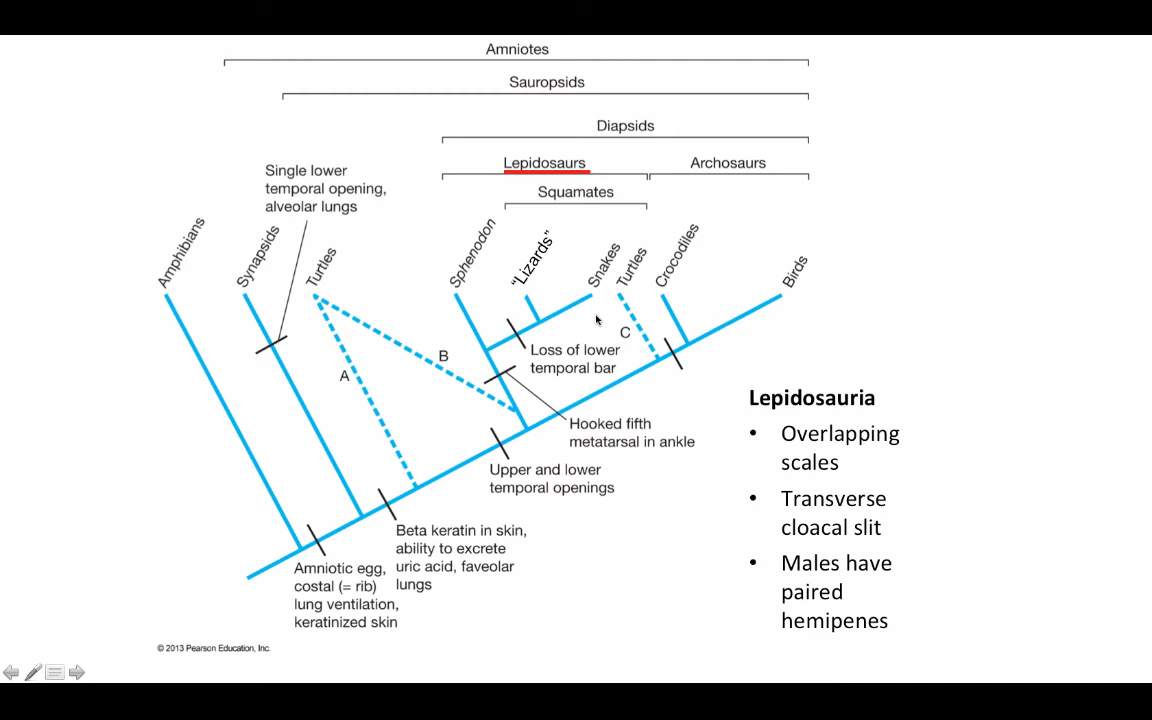 Amniotes
Sauropsids
Diapsids
Lepidosaurs
Archosaurs
Squamates
Single lower
temporal opening,
alveolar lungs
Amphibians
Synapsids
Turtles
Sphenodon
"Lizards"
Snakes
Turtles
Crocodiles
Birds
A
B
C
Loss of lower
temporal bar
Hooked fifth
metatarsal in ankle
Upper and lower
temporal openings
Beta keratin in skin,
ability to excrete
uric acid, faveolar
lungs
Amniotic egg,
costal (= rib)
lung ventilation,
keratinized skin
Lepidosauria
• Overlapping
scales
• Transverse
cloacal slit
• Males have
paired
hemipenes
© 2013 Pearson Education, Inc.